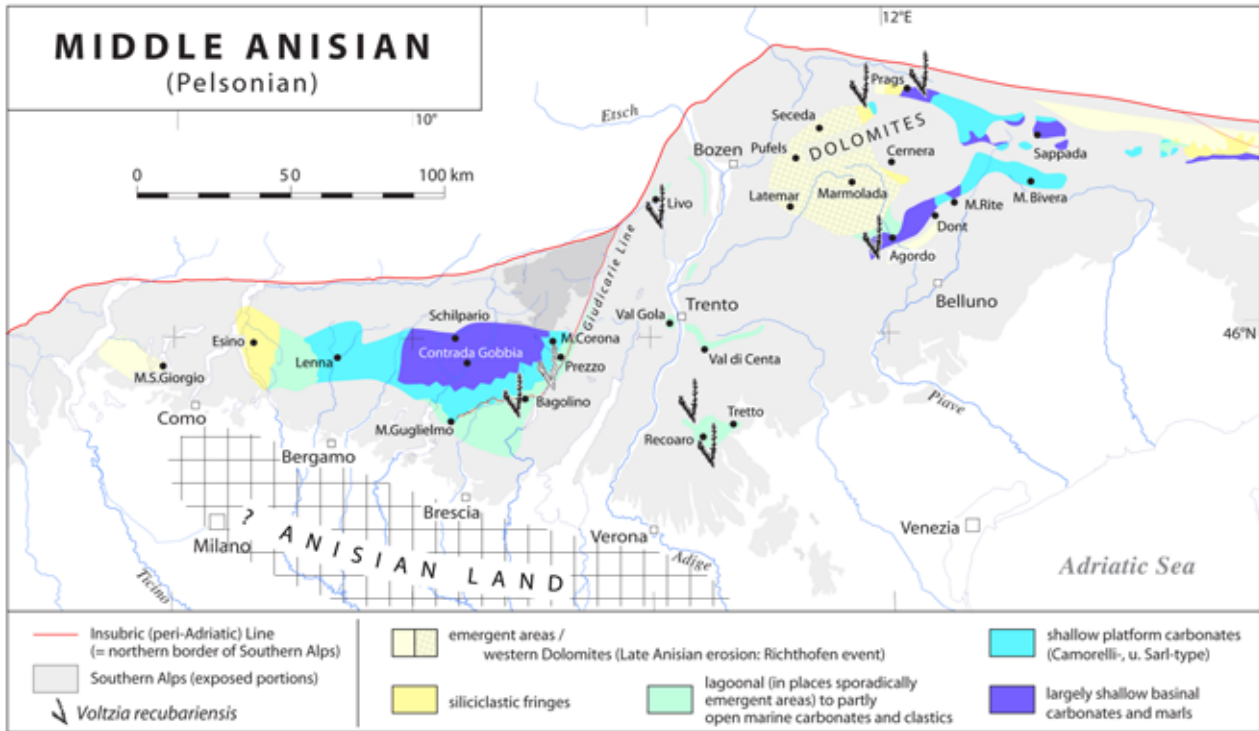 MIDDLE ANISIAN
(Pelsonian)
10°
12°E
0 50 100 km
Etsch
Prags
Seceda
DOLOMITES
Pufels
Bozen
Cernera
Sappada
Latemar
Marmolada
M.Rite
M. Bivera
Livo
Dont
Agordo
Giudicarie Line
Belluno
Trento
Val Gola
46°N
Schilpario
M.Corona
Esino
Lenna
Contrada Gobbia
Prezzo
Val di Centa
M.S.Giorgio
Bagolino
Piave
Como
M.Guglielmo
Tretto
Recoaro
Bergamo
Brescia
Venezia
Verona
? ANISIAN LAND
Milano
Adige
Adriatic Sea
Ticino
Insubric (peri-Adriatic) Line
(= northern border of Southern Alps)
Southern Alps (exposed portions)
Voltzia recubariensis
emergent areas /
western Dolomites (Late Anisian erosion: Richthofen event)
siliciclastic fringes
lagoonal (in places sporadically
emergent areas) to partly
open marine carbonates and clastics
shallow platform carbonates
(Camorelli-, u. Sarl-type)
largely shallow basinal
carbonates and marls